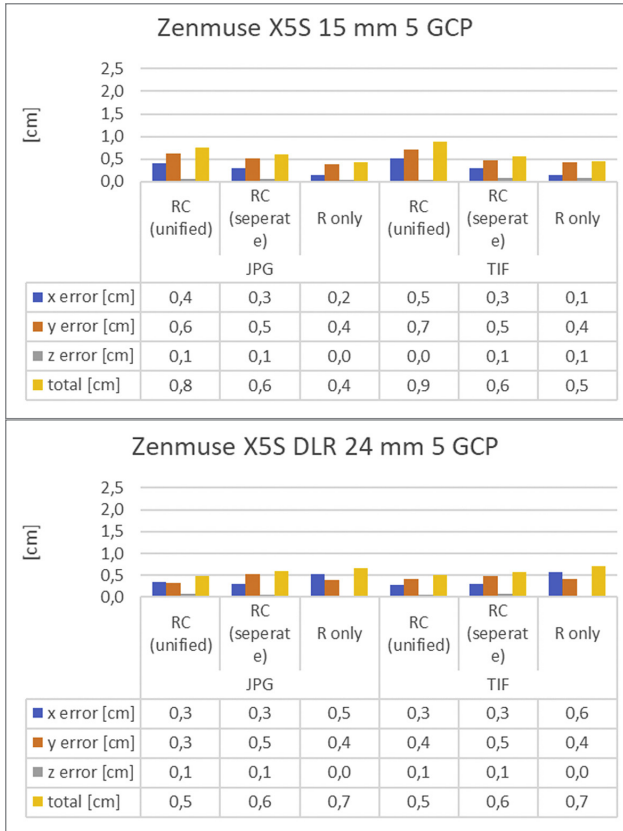 Zenmuse X5S 15 mm 5 GCP
[cm]
2,5
2,0
1,5
1,0
0,5
0,0
RC (unified) RC (seperate) R only RC (unified) RC (seperate) R only
JPG TIF
x error [cm] 0,4 0,3 0,2 0,5 0,3 0,1
y error [cm] 0,6 0,5 0,4 0,7 0,5 0,4
z error [cm] 0,1 0,1 0,0 0,0 0,1 0,1
total [cm] 0,8 0,6 0,4 0,9 0,6 0,5
Zenmuse X5S DLR 24 mm 5 GCP
[cm]
2,5
2,0
1,5
1,0
0,5
0,0
RC (unified) RC (seperate) R only RC (unified) RC (seperate) R only
JPG TIF
x error [cm] 0,3 0,3 0,5 0,3 0,3 0,6
y error [cm] 0,3 0,5 0,4 0,4 0,5 0,4
z error [cm] 0,1 0,1 0,0 0,1 0,1 0,0
total [cm] 0,5 0,6 0,7 0,5 0,6 0,7